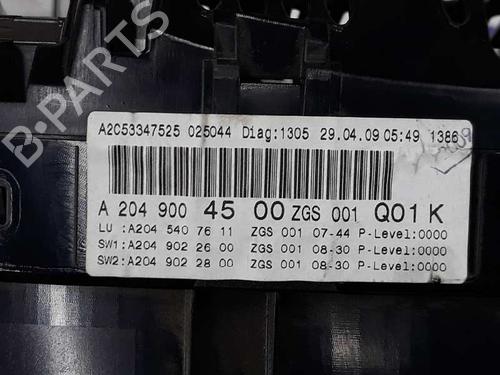 A2C53347525 025044 Diag:1305 29.04.09 05:49 1386
A 204 900 45 00 ZGS 001 Q01 K
LU :A204 540 76 11 ZGS 001 07-44 P-Level:0000
SW1:A204 902 26 00 ZGS 001 08-30 P-Level:0000
SW2:A204 902 28 00 ZGS 001 08-30 P-Level:0000
B-PARTS